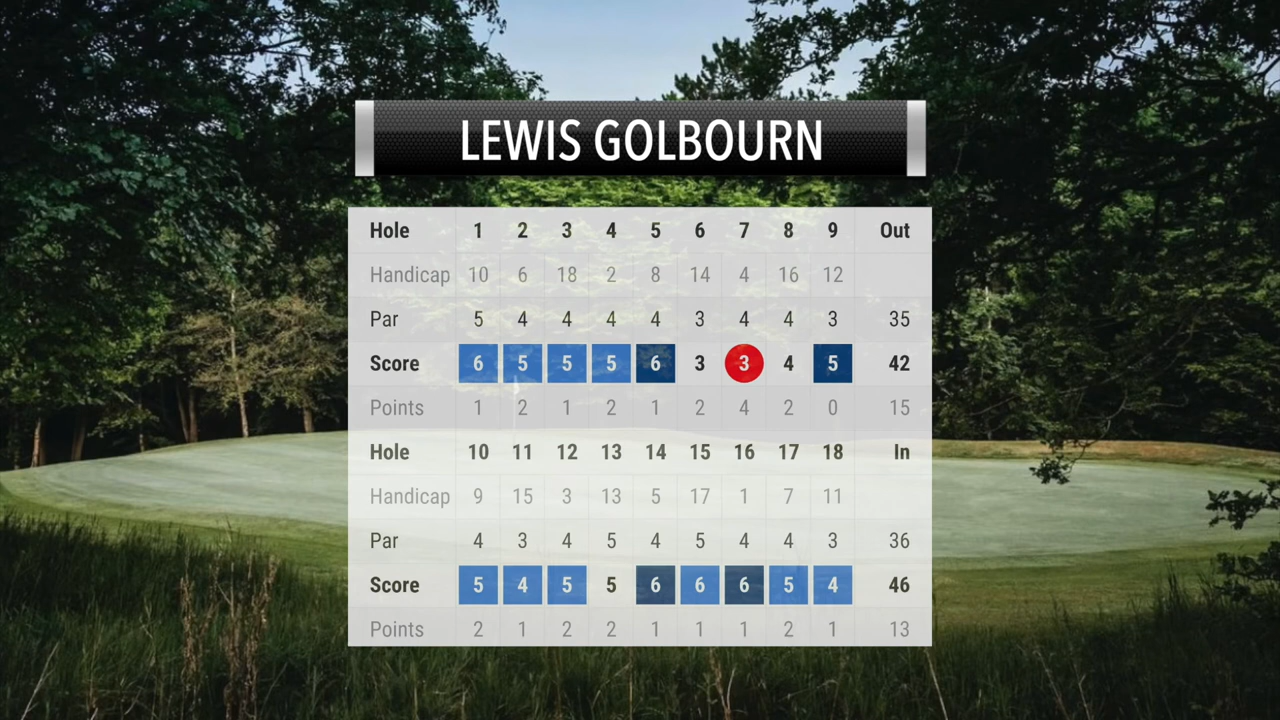 LEWIS GOLBOURN
Hole 1 2 3 4 5 6 7 8 9 Out
Handicap 10 6 18 2 8 14 4 16 12
Par 5 4 4 4 4 3 4 4 3 35
Score 6 5 5 5 6 3 3 4 5 42
Points 1 2 1 2 1 2 4 2 0 15
Hole 10 11 12 13 14 15 16 17 18 In
Handicap 9 15 3 13 5 17 1 7 11
Par 4 3 4 5 4 5 4 4 3 36
Score 5 4 5 5 6 6 6 5 4 46
Points 2 1 2 2 1 1 1 2 1 13